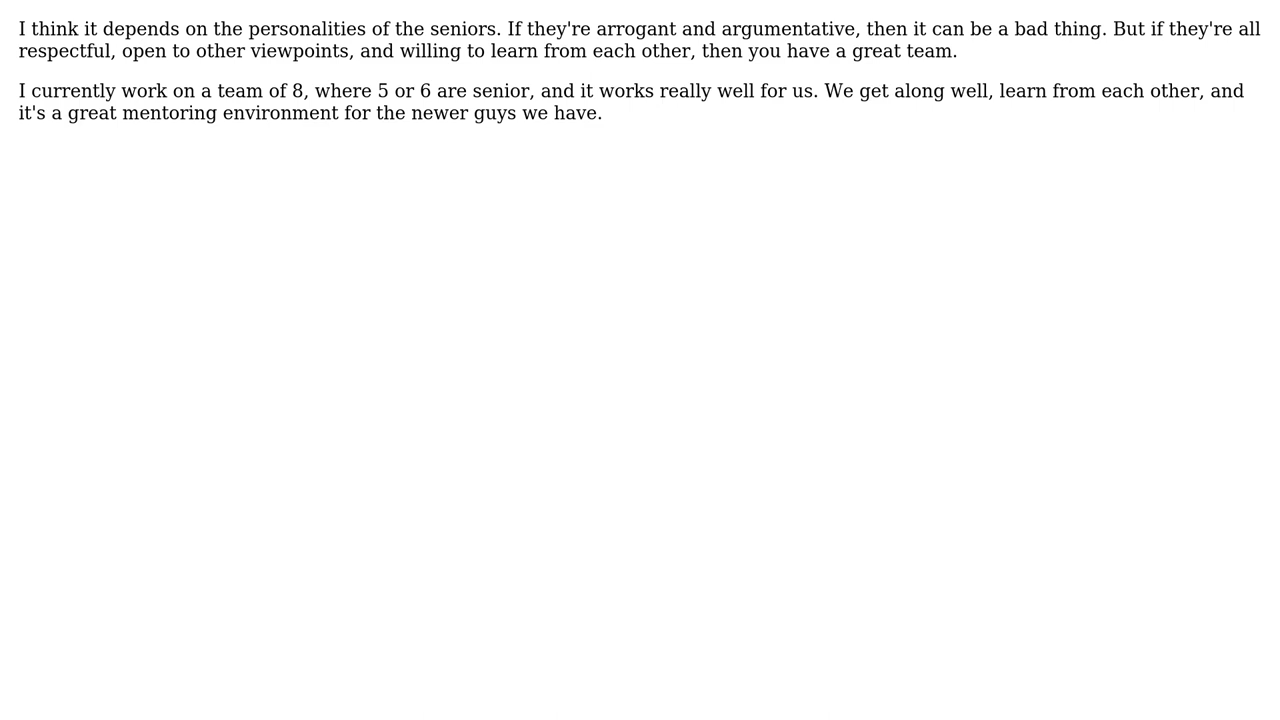 I think it depends on the personalities of the seniors. If they're arrogant and argumentative, then it can be a bad thing. But if they're all
respectful, open to other viewpoints, and willing to learn from each other, then you have a great team.
I currently work on a team of 8, where 5 or 6 are senior, and it works really well for us. We get along well, learn from each other, and
it's a great mentoring environment for the newer guys we have.